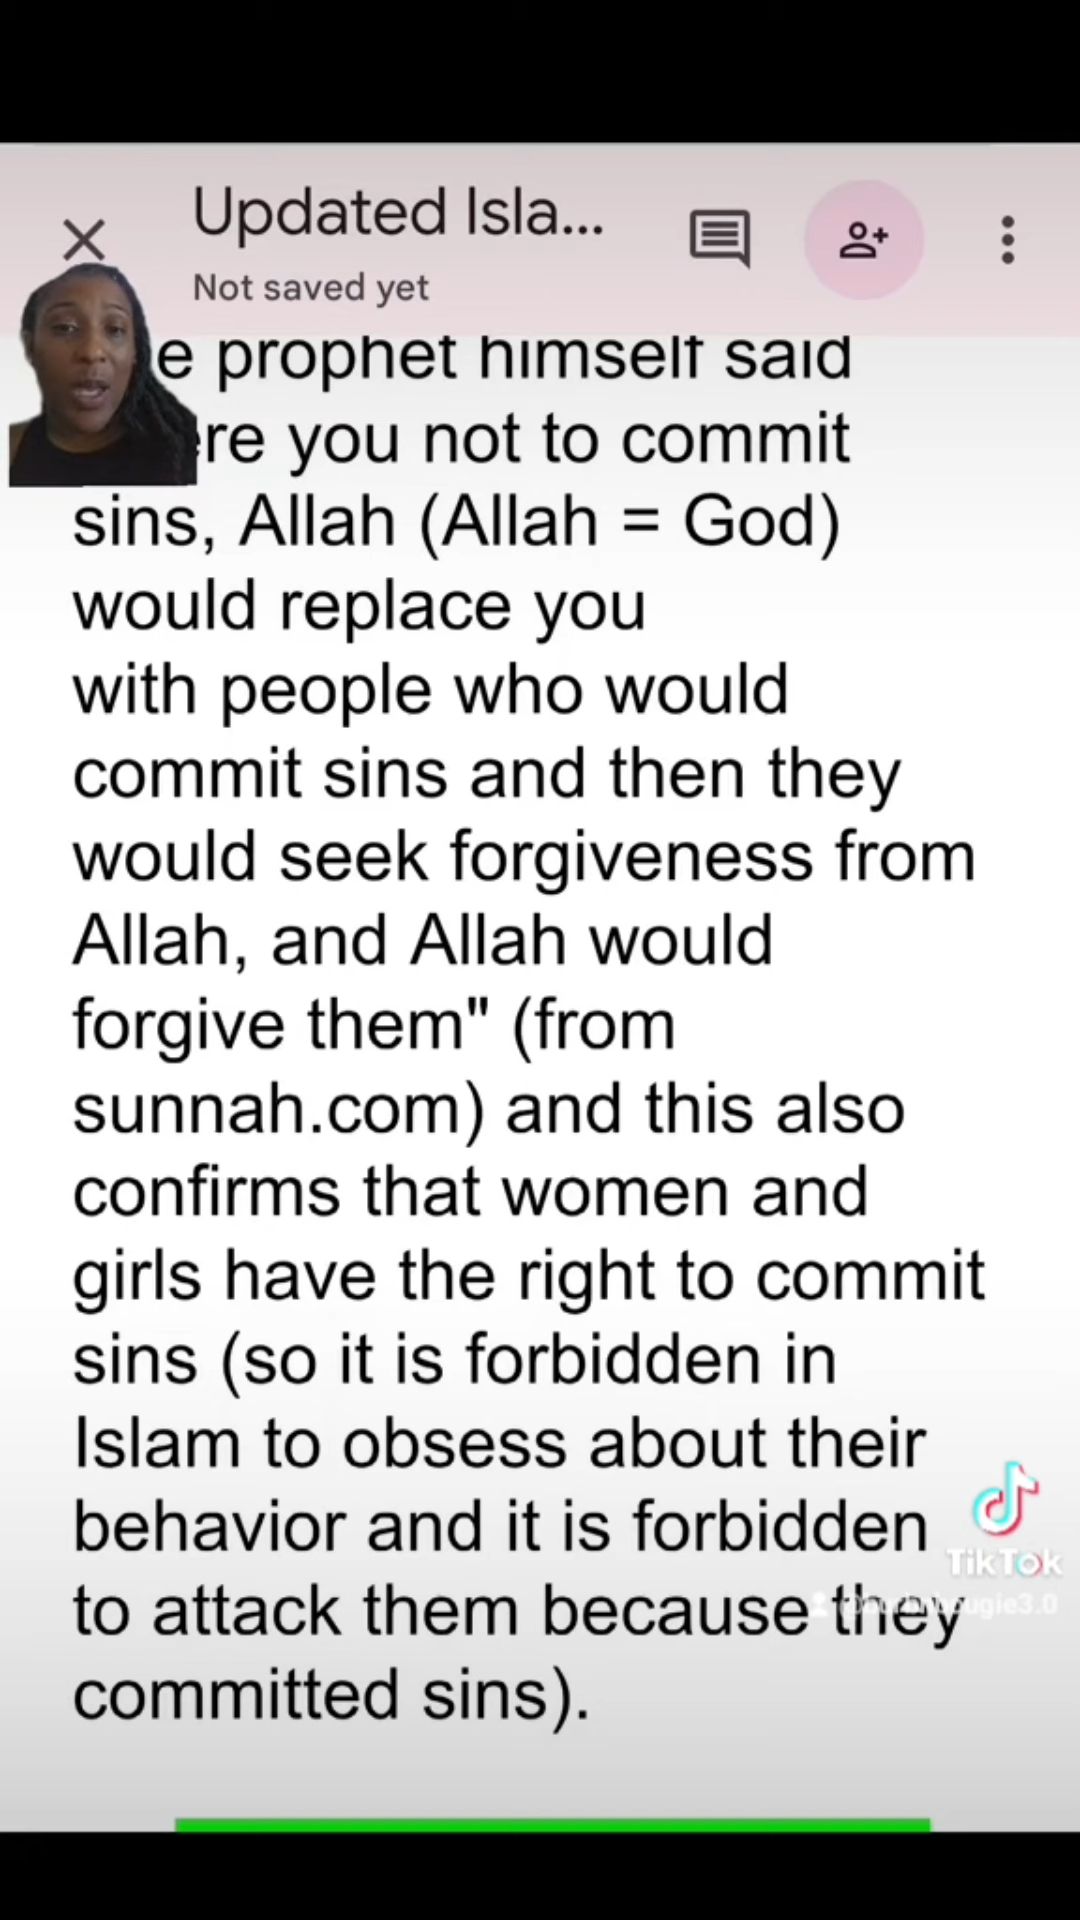 Updated Isla...
Not saved yet
e prophet himself said
re you not to commit
sins, Allah (Allah = God)
would replace you
with people who would
commit sins and then they
would seek forgiveness from
Allah, and Allah would
forgive them" (from
sunnah.com) and this also
confirms that women and
girls have the right to commit
sins (so it is forbidden in
Islam to obsess about their
behavior and it is forbidden
to attack them because they
committed sins).
TikTok